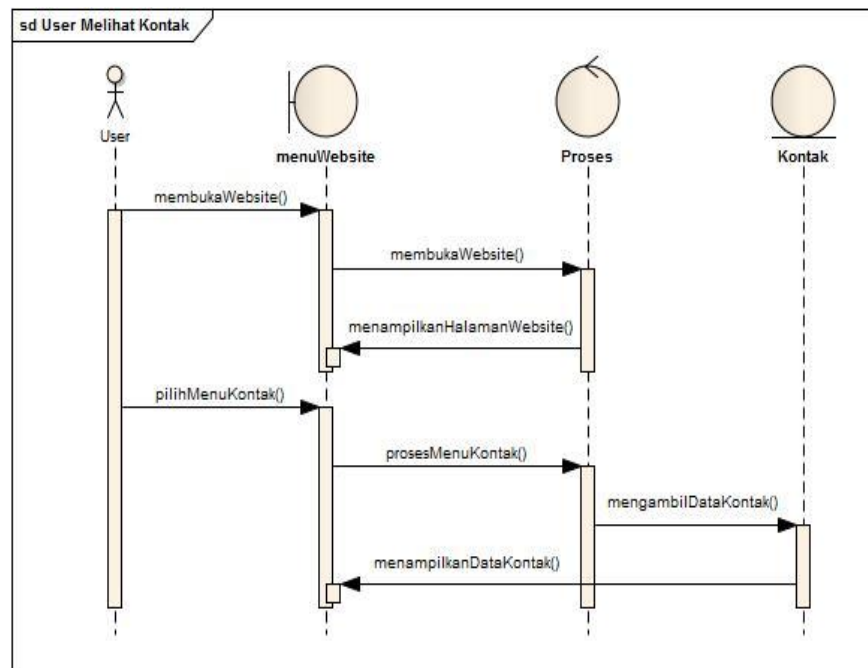 sd User Melihat Kontak
User
menuWebsite
Proses
Kontak
membukaWebsite()
membukaWebsite()
menampilkanHalamanWebsite()
pilihMenuKontak()
prosesMenuKontak()
mengambilDataKontak()
menampilkanDataKontak()